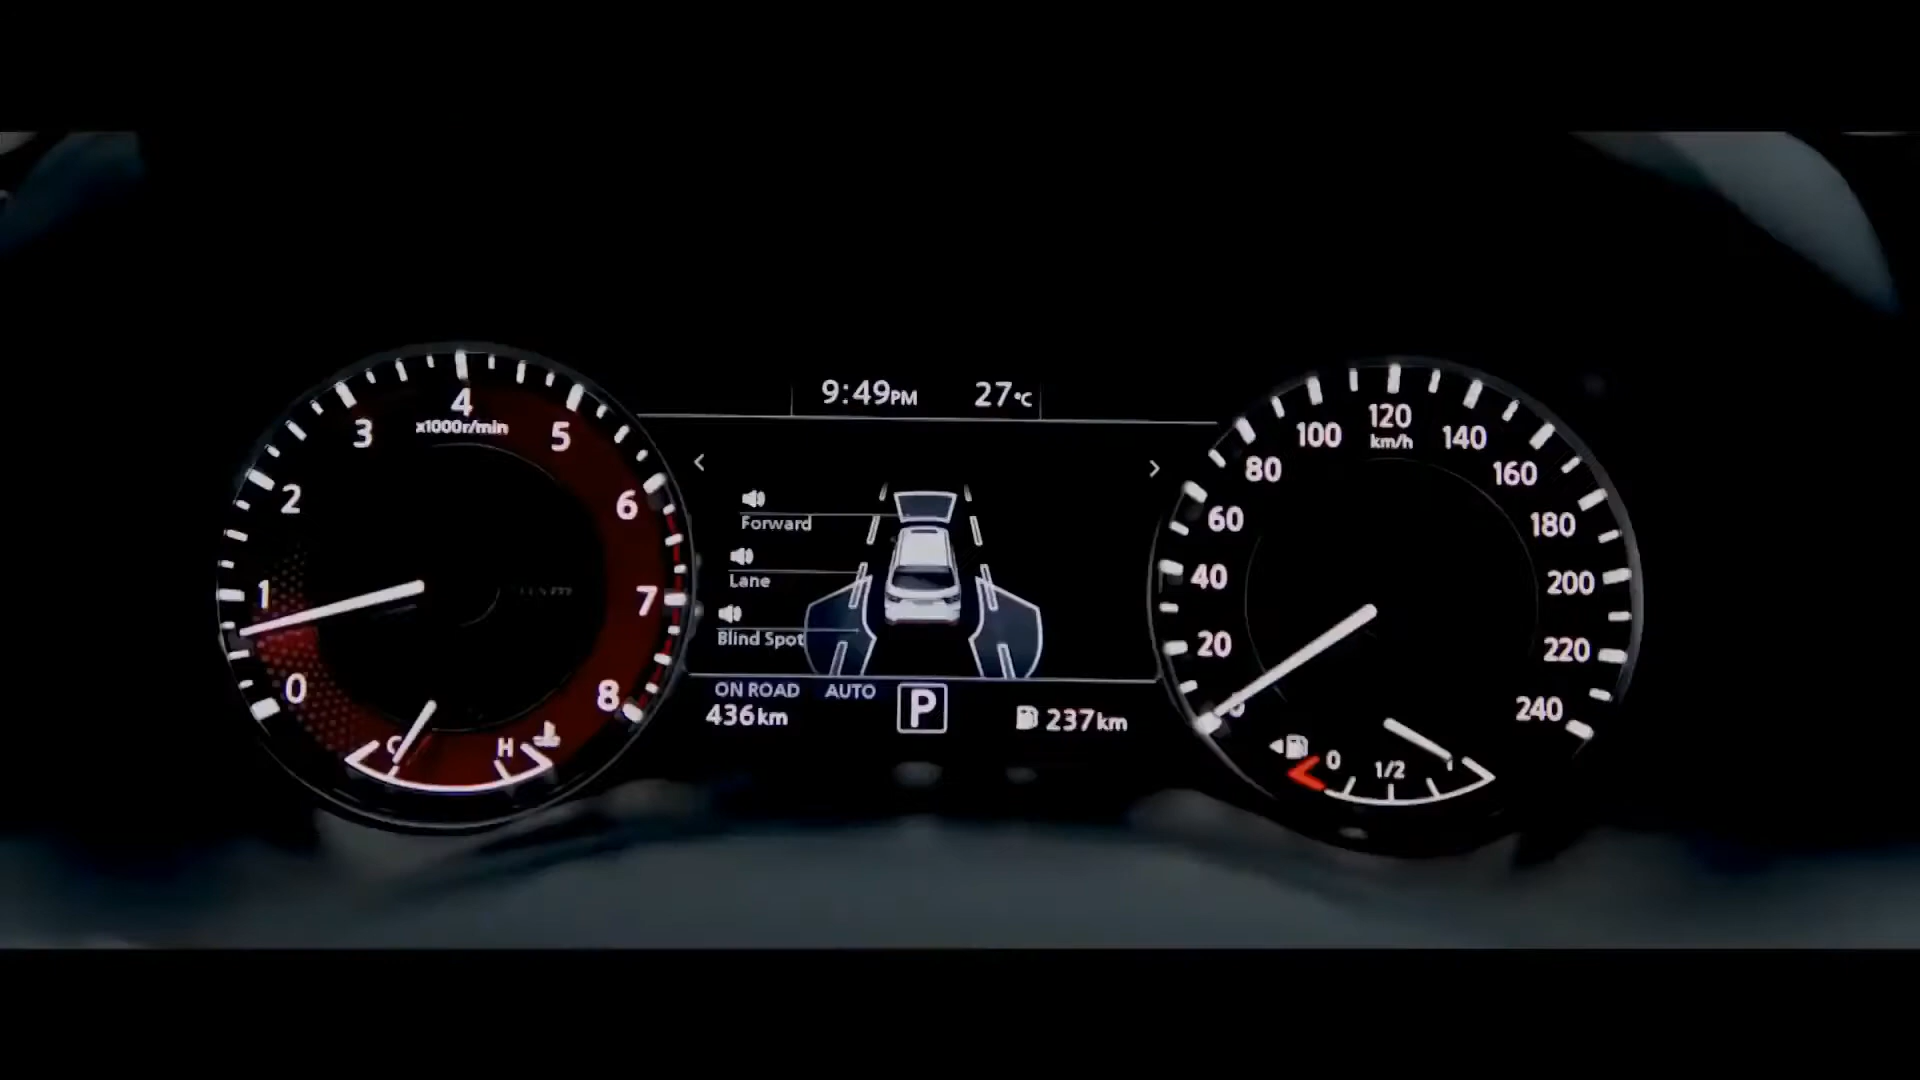 9:49PM 27°C
0 1 2 3 4 5 6 7 8
x1000r/min
C H
< >
Forward
Lane
Blind Spot
ON ROAD AUTO
436km
P
237km
0 20 40 60 80 100 120 140 160 180 200 220 240
km/h
0 1/2 1